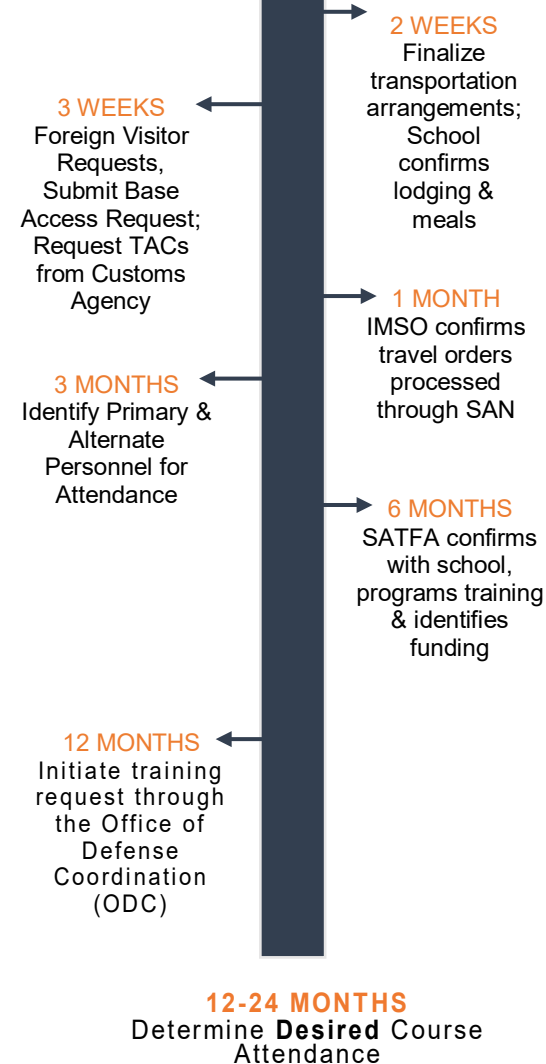 2 WEEKS
Finalize
transportation
arrangements;
School
confirms
lodging &
meals
3 WEEKS
Foreign Visitor
Requests,
Submit Base
Access Request;
Request TACs
from Customs
Agency
1 MONTH
IMSO confirms
travel orders
processed
through SAN
3 MONTHS
Identify Primary &
Alternate
Personnel for
Attendance
6 MONTHS
SATFA confirms
with school,
programs training
& identifies
funding
12 MONTHS
Initiate training
request through
the Office of
Defense
Coordination
(ODC)
12-24 MONTHS
Determine Desired Course
Attendance